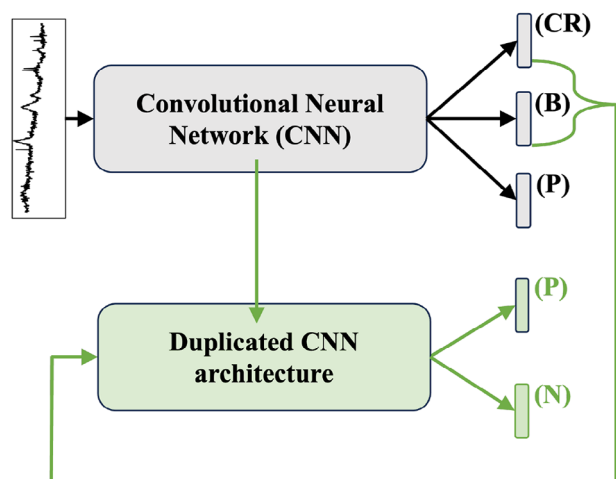 (CR)
Convolutional Neural
Network (CNN)
(B)
(P)
(P)
Duplicated CNN
architecture
(N)